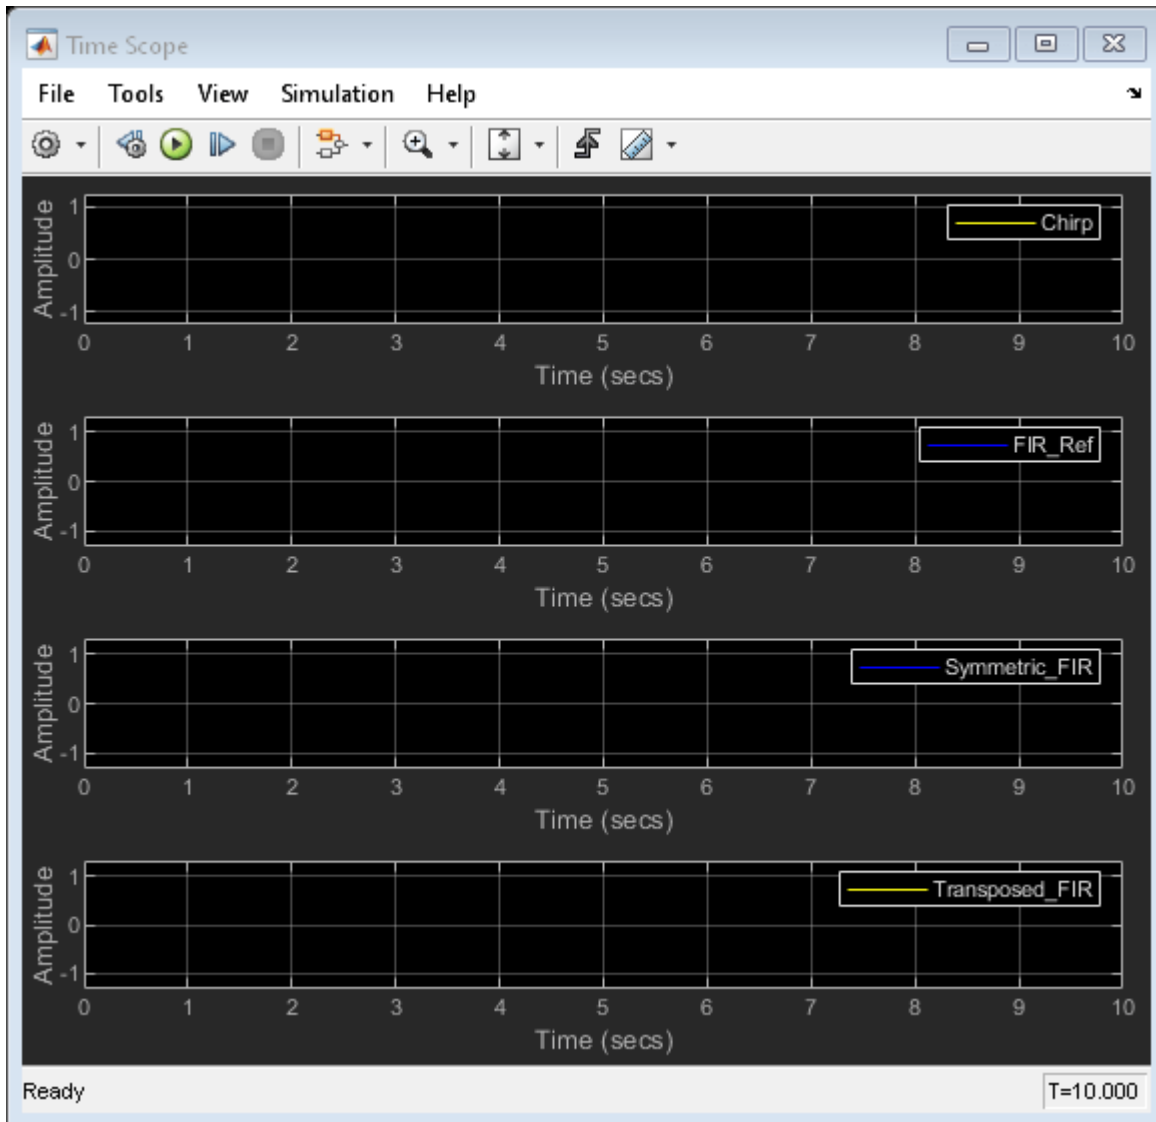 Time Scope
File Tools View Simulation Help
Amplitude
1
0
-1
Chirp
0 1 2 3 4 5 6 7 8 9 10
Time (secs)
Amplitude
1
0
-1
FIR_Ref
0 1 2 3 4 5 6 7 8 9 10
Time (secs)
Amplitude
1
0
-1
Symmetric_FIR
0 1 2 3 4 5 6 7 8 9 10
Time (secs)
Amplitude
1
0
-1
Transposed_FIR
0 1 2 3 4 5 6 7 8 9 10
Time (secs)
Ready T=10.000